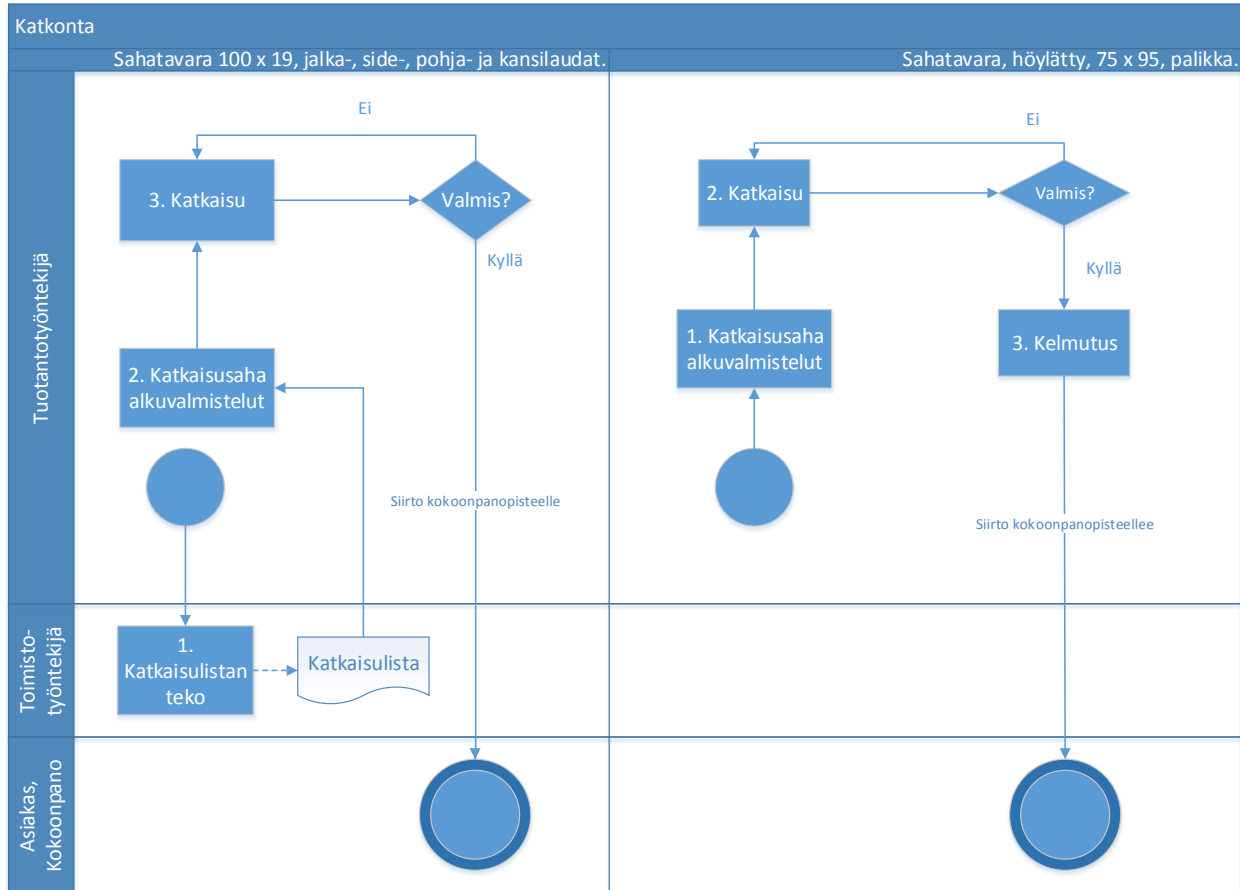 Katkonta
Sahatavara 100 x 19, jalka-, side-, pohja- ja kansilaudat.
Sahatavara, höylätty, 75 x 95, palikka.
Tuotantotyöntekijä
Ei
3. Katkaisu
Valmis?
Kyllä
2. Katkaisusaha
alkuvalmistelut
Siirto kokoonpanopisteelle
Ei
2. Katkaisu
Valmis?
Kyllä
1. Katkaisusaha
alkuvalmistelut
3. Kelmutus
Siirto kokoonpanopisteellee
Toimisto-
työntekijä
1.
Katkaisulistan
teko
Katkaisulista
Asiakas,
Kokoonpano